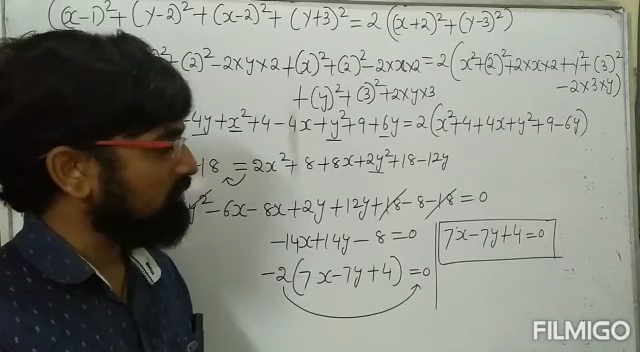 (x-1)²+(y-2)²+(x-2)²+(y+3)²=2((x+2)²+(y-3)²)
²+(2)²-2xy×2+(x)²+(2)²-2×x×2=2(x²+(2)²+2×x×2+y²+(3)²-2×3×y)
+(y)²+(3)²+2×y×3
-4y+x²+4-4x+y²+9+6y=2(x²+4+4x+y²+9-6y)
18=2x²+8+8x+2y²+18-12y
y²-6x-8x+2y+12y+18-8-18=0
-14x+14y-8=0
-2(7x-7y+4)=0
7x-7y+4=0
FILMIGO